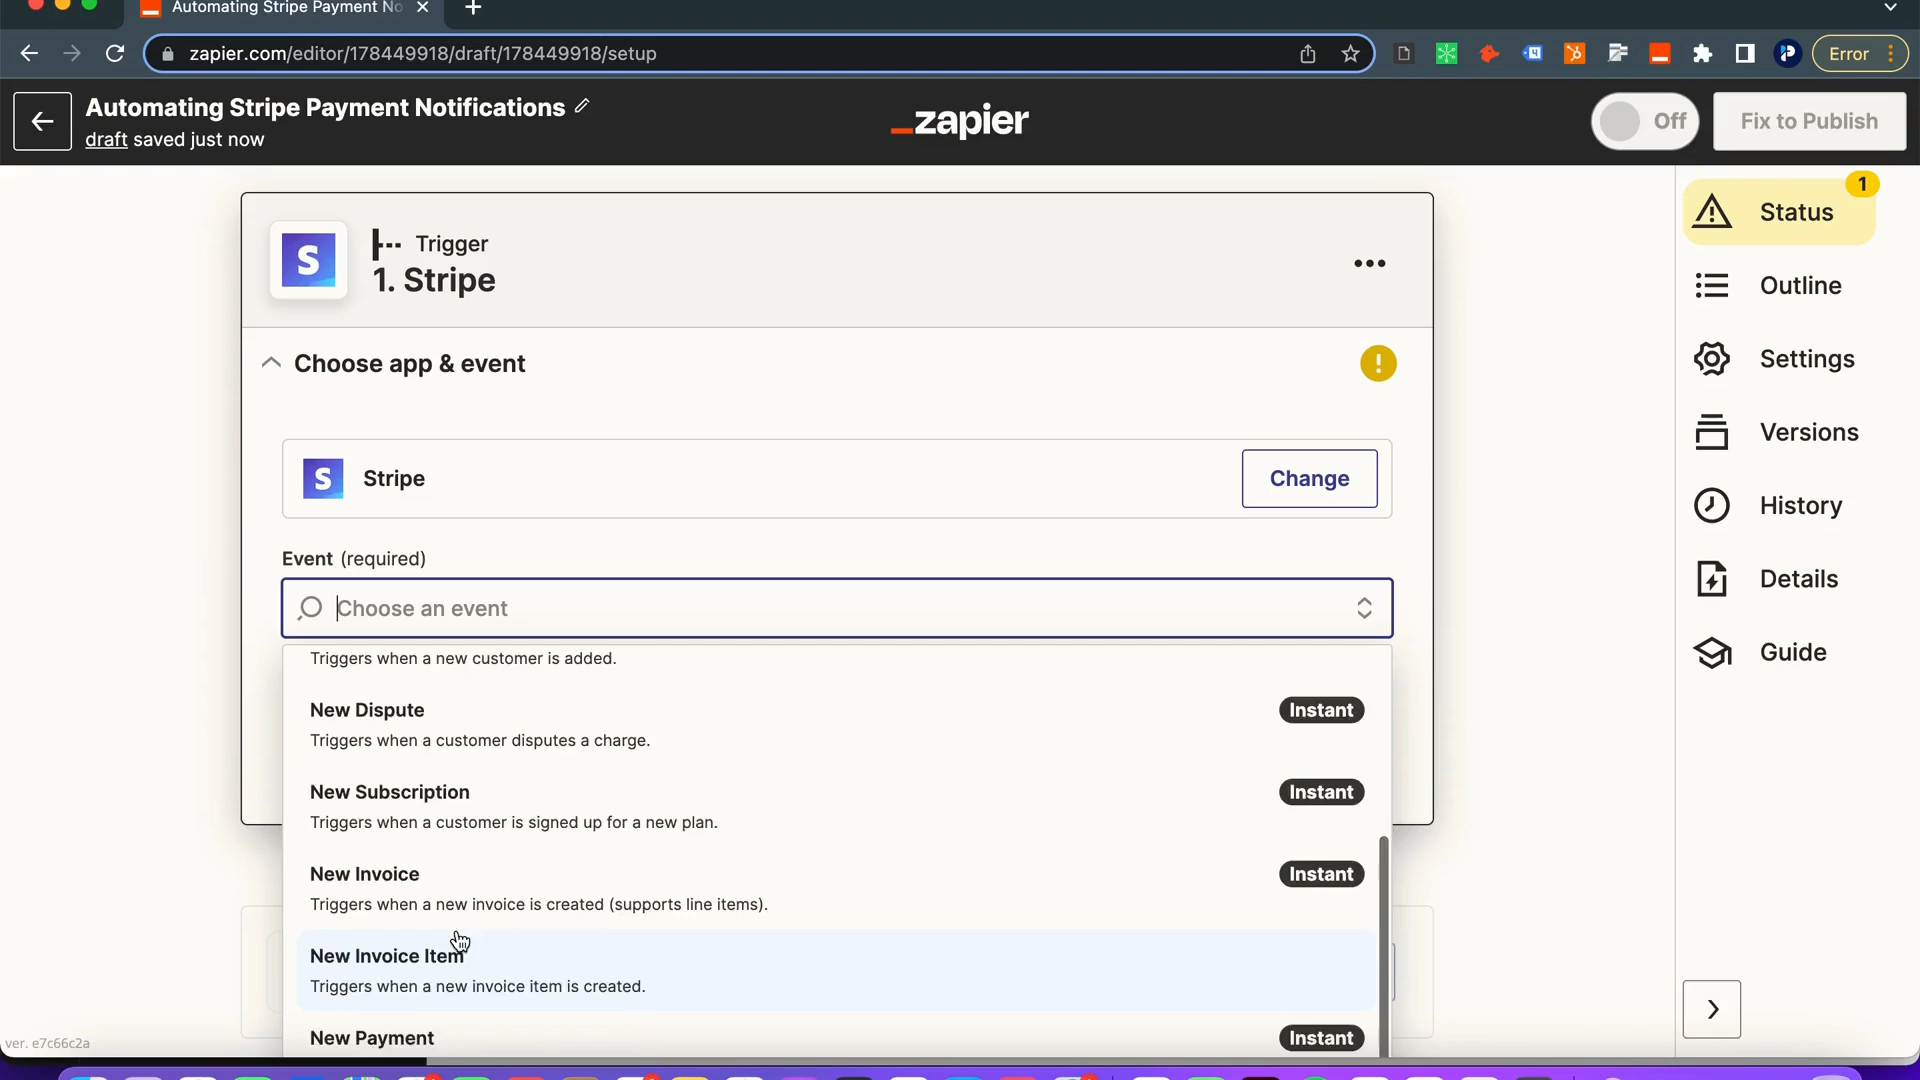 Automating Stripe Payment No
zapier.com/editor/178449918/draft/178449918/setup
Error
Automating Stripe Payment Notifications
draft saved just now
_zapier
Off
Fix to Publish
1
Status
Outline
Settings
Versions
History
Details
Guide
S
Trigger
1. Stripe
Choose app & event
!
S
Stripe
Change
Event (required)
Choose an event
Triggers when a new customer is added.
New Dispute
Instant
Triggers when a customer disputes a charge.
New Subscription
Instant
Triggers when a customer is signed up for a new plan.
New Invoice
Instant
Triggers when a new invoice is created (supports line items).
New Invoice Item
Triggers when a new invoice item is created.
New Payment
Instant
ver. e7c66c2a